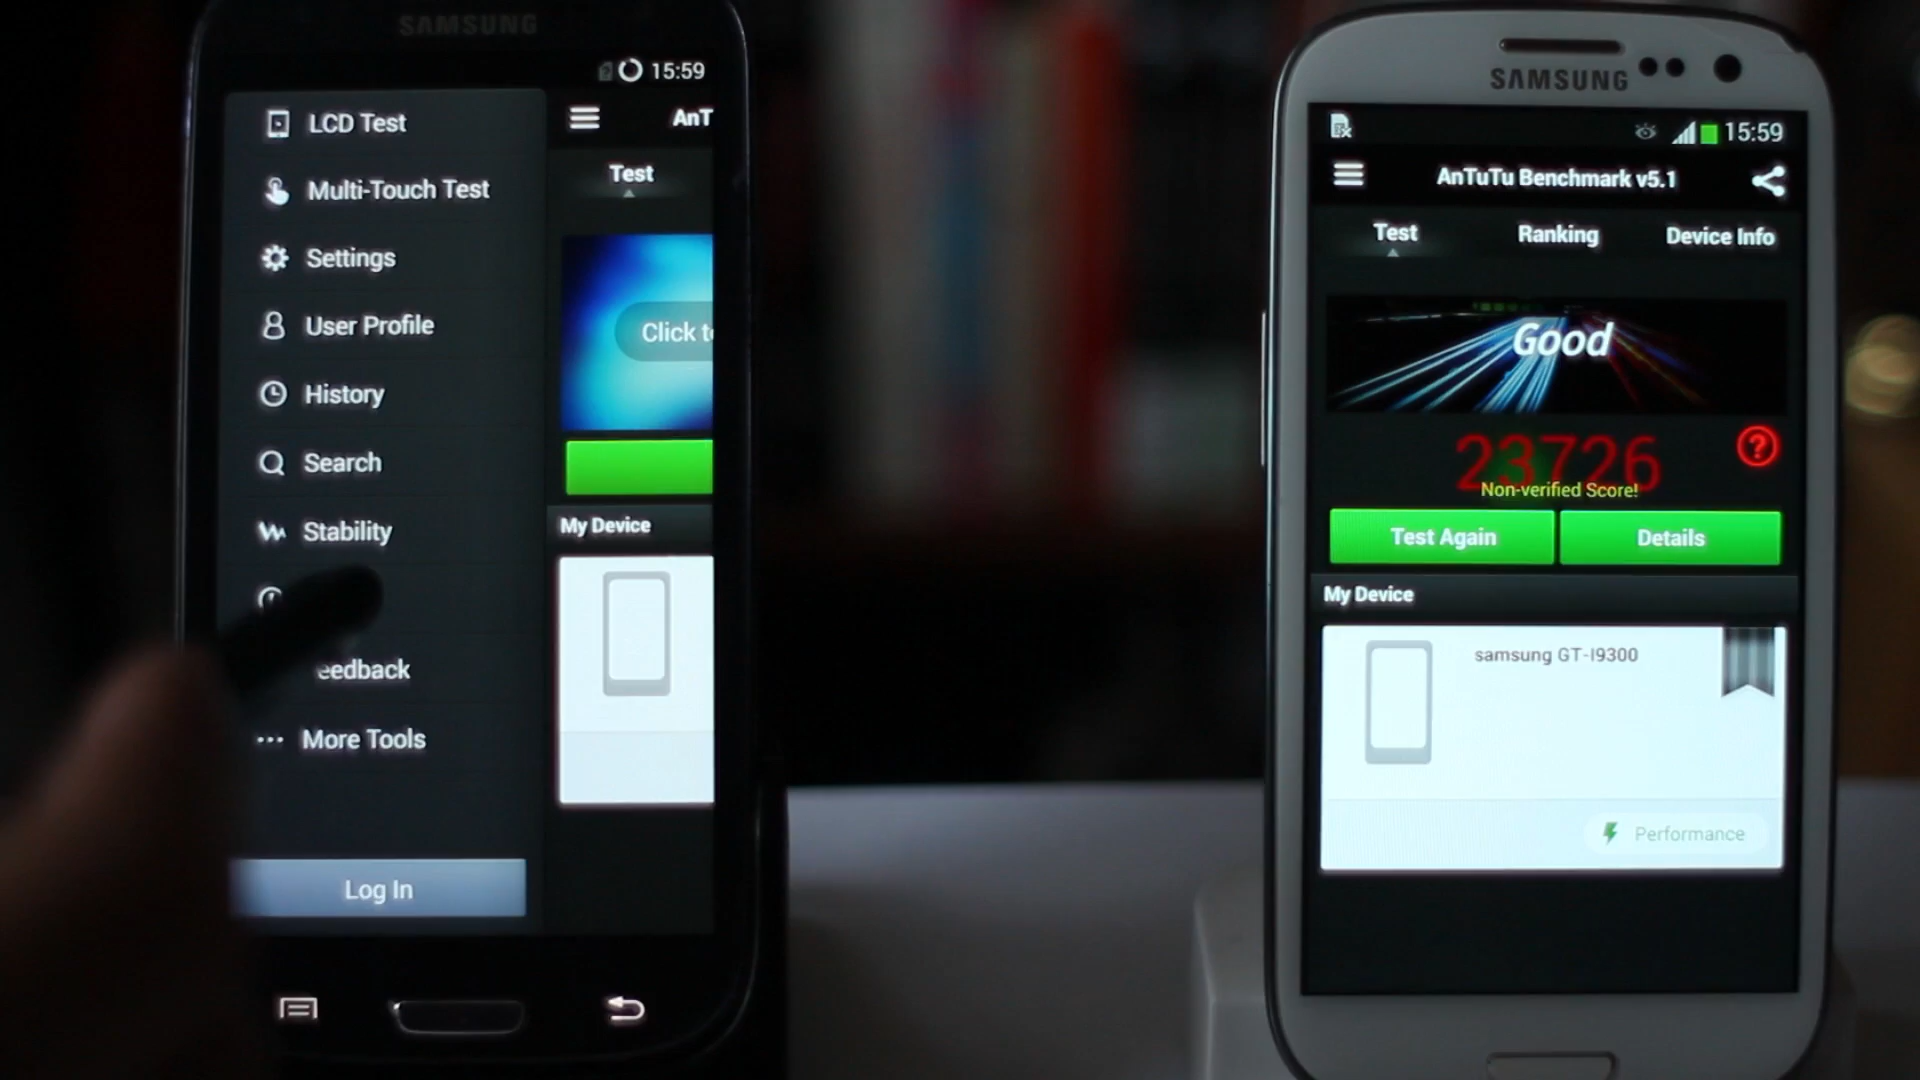 SAMSUNG
15:59
LCD Test
Multi-Touch Test
Settings
User Profile
History
Search
Stability
eedback
More Tools
Log In
AnT
Test
Click t
My Device
SAMSUNG
15:59
AnTuTu Benchmark v5.1
Test
Ranking
Device Info
Good
23726
?
Non-verified Score!
Test Again
Details
My Device
samsung GT-I9300
Performance